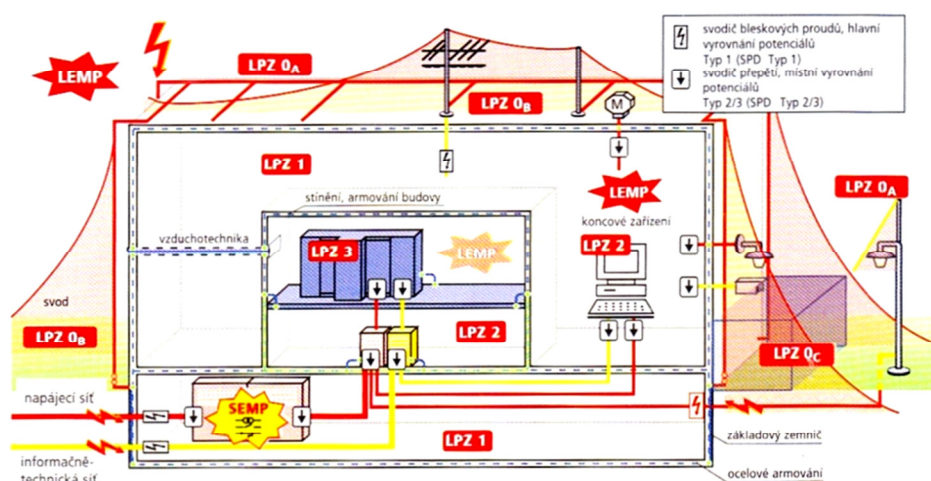 svodič bleskových proudů, hlavní
vyrovnání potenciálů
Typ 1 (SPD Typ 1)
svodič přepětí, místní vyrovnání
potenciálů
Typ 2/3 (SPD Typ 2/3)
LEMP
LPZ 0A
LPZ 0B
M
LPZ 1
LEMP
LPZ 0A
stínění, armování budovy
koncové zařízení
vzduchotechnika
LPZ 3
LEMP
LPZ 2
svod
LPZ 0B
LPZ 2
LPZ 0C
napájecí síť
SEMP
LPZ 1
základový zemnič
informačně-
technická síť
ocelové armování